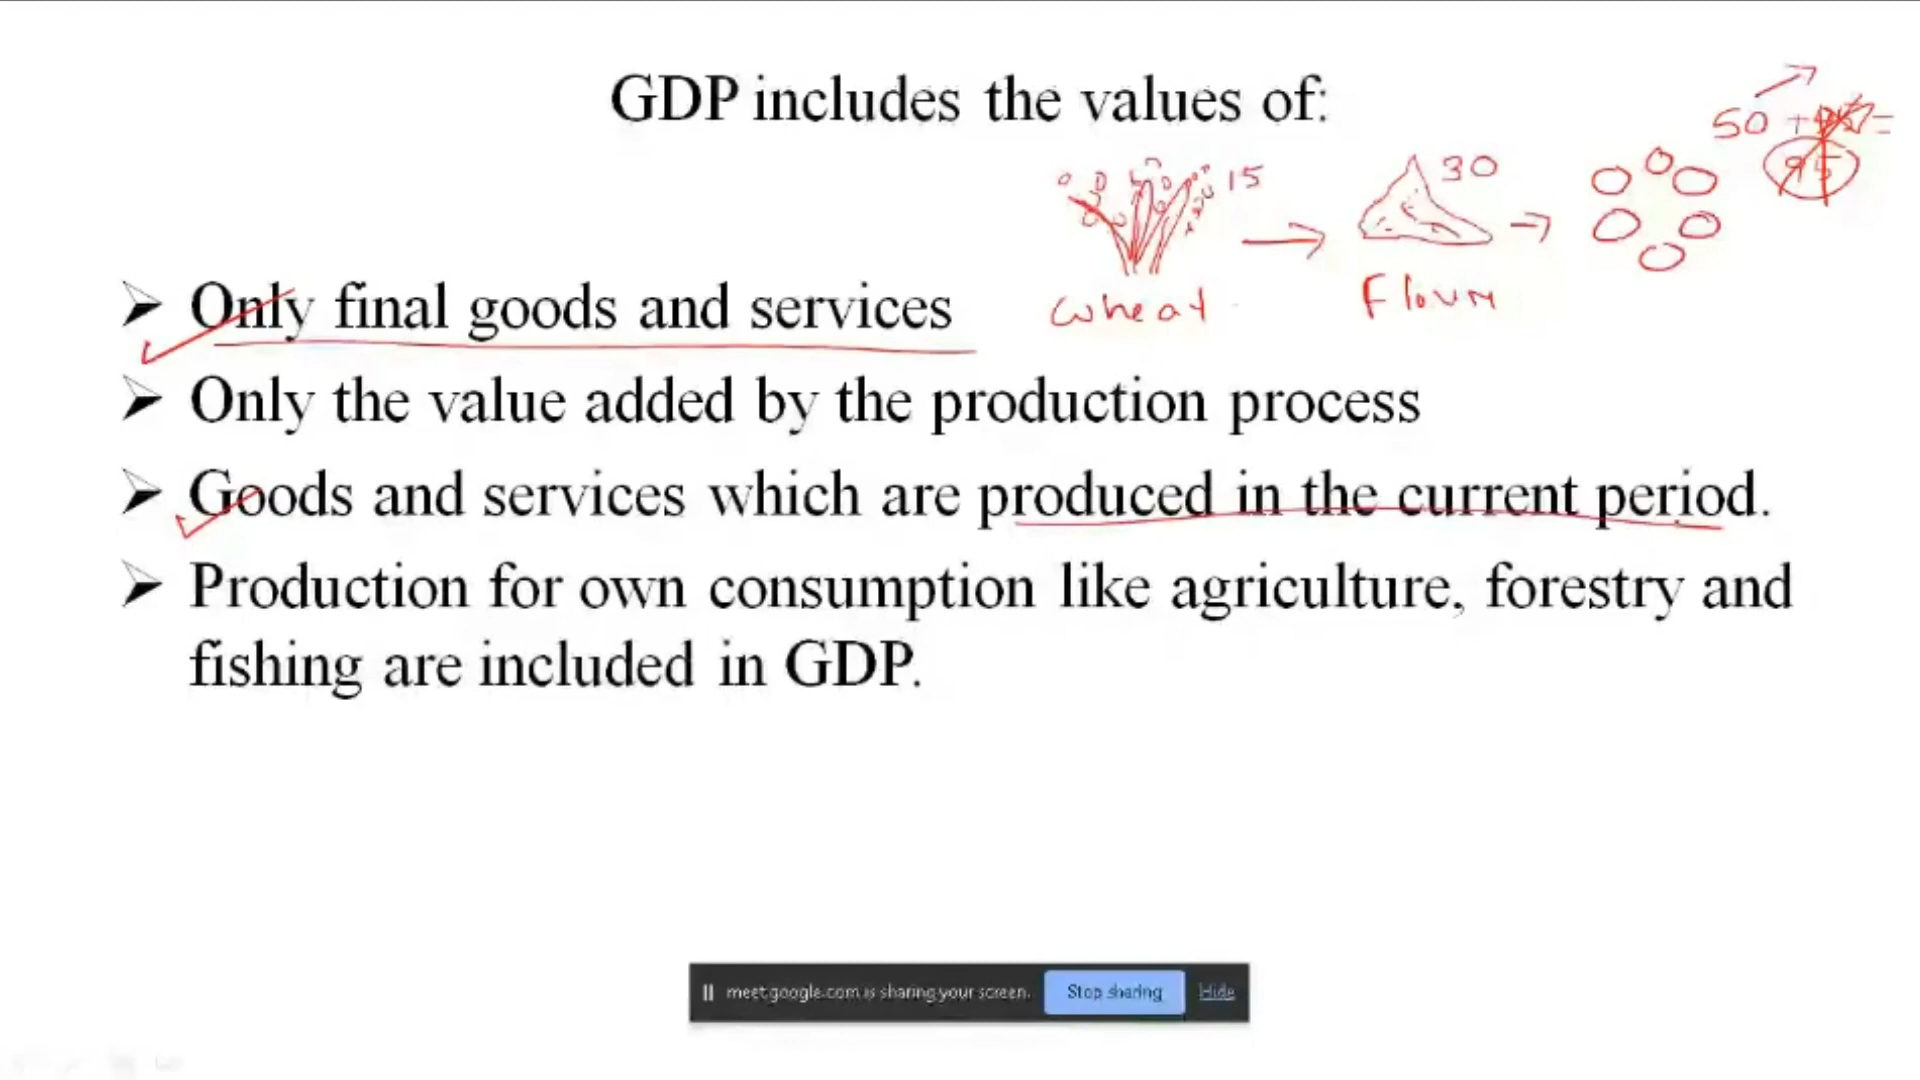 GDP includes the values of:
50 +
95
15
30
Wheat
Flour
➢ Only final goods and services
➢ Only the value added by the production process
➢ Goods and services which are produced in the current period.
➢ Production for own consumption like agriculture, forestry and
fishing are included in GDP.
meet.google.com is sharing your screen.
Stop sharing
Hide